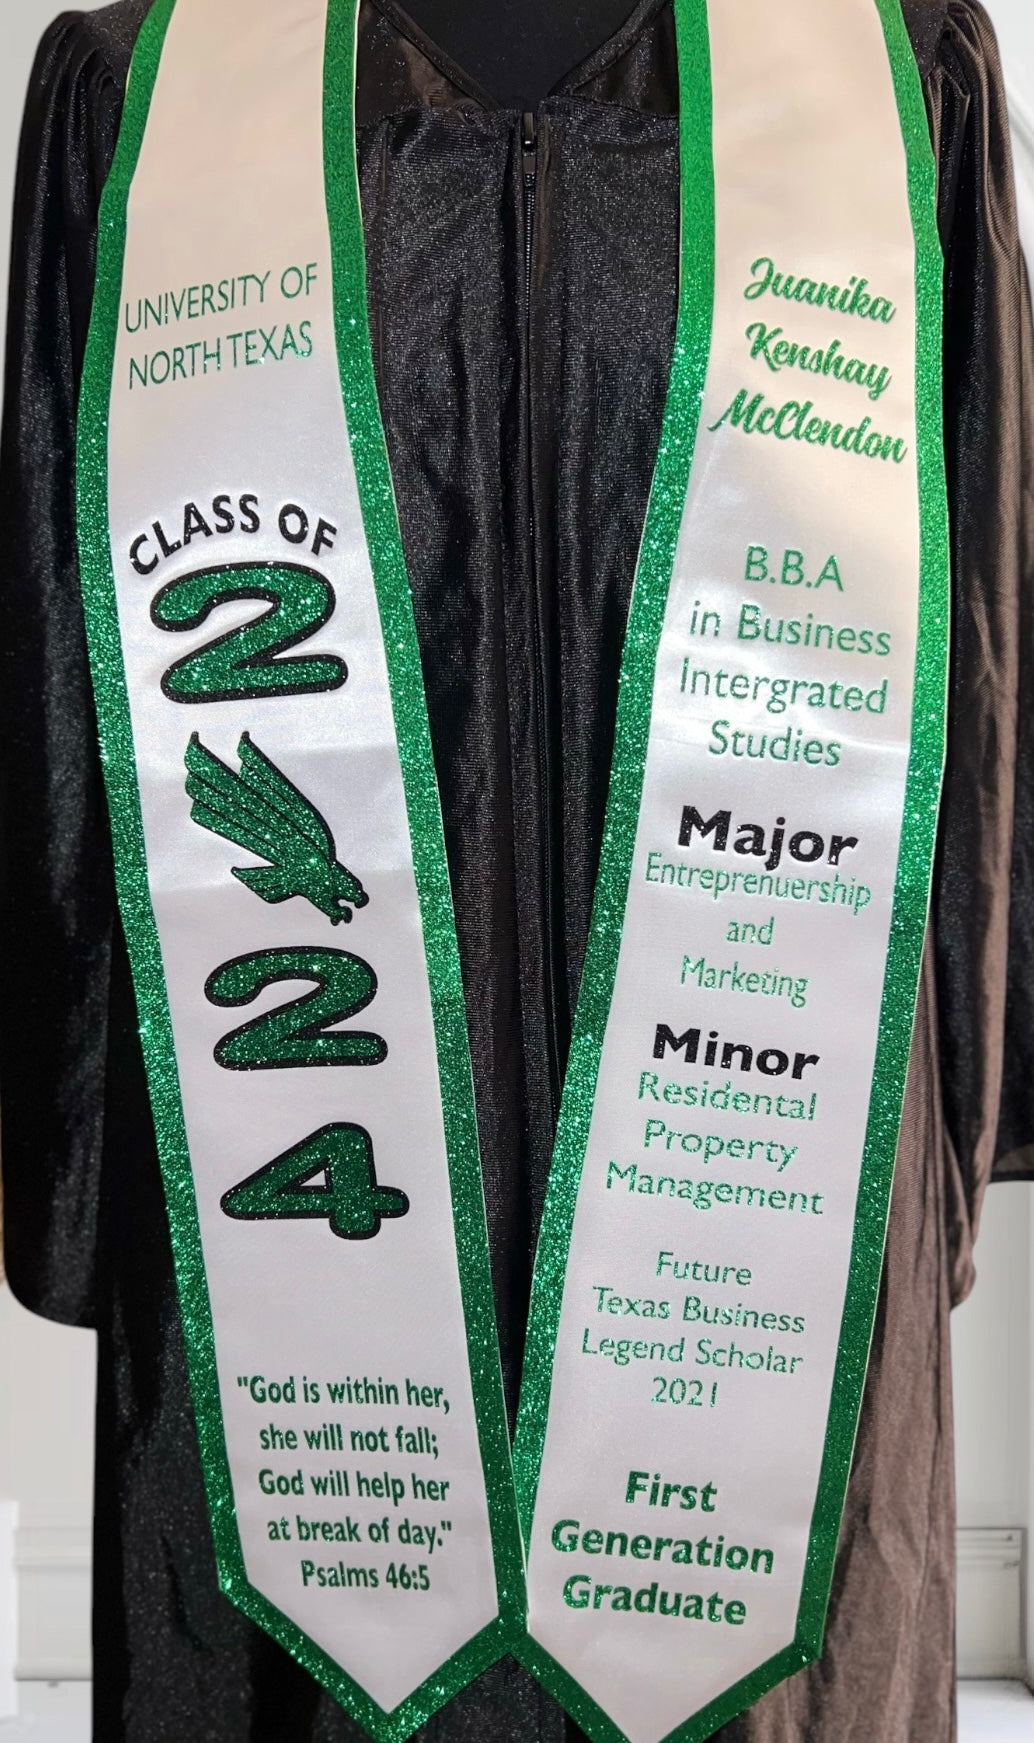 UNIVERSITY OF
NORTH TEXAS
CLASS OF
2
2
4
"God is within her,
she will not fall;
God will help her
at break of day."
Psalms 46:5
Juanika
Kenshay
McClendon
B.B.A
in Business
Intergrated
Studies
Major
Entreprenuership
and
Marketing
Minor
Residental
Property
Management
Future
Texas Business
Legend Scholar
2021
First
Generation
Graduate